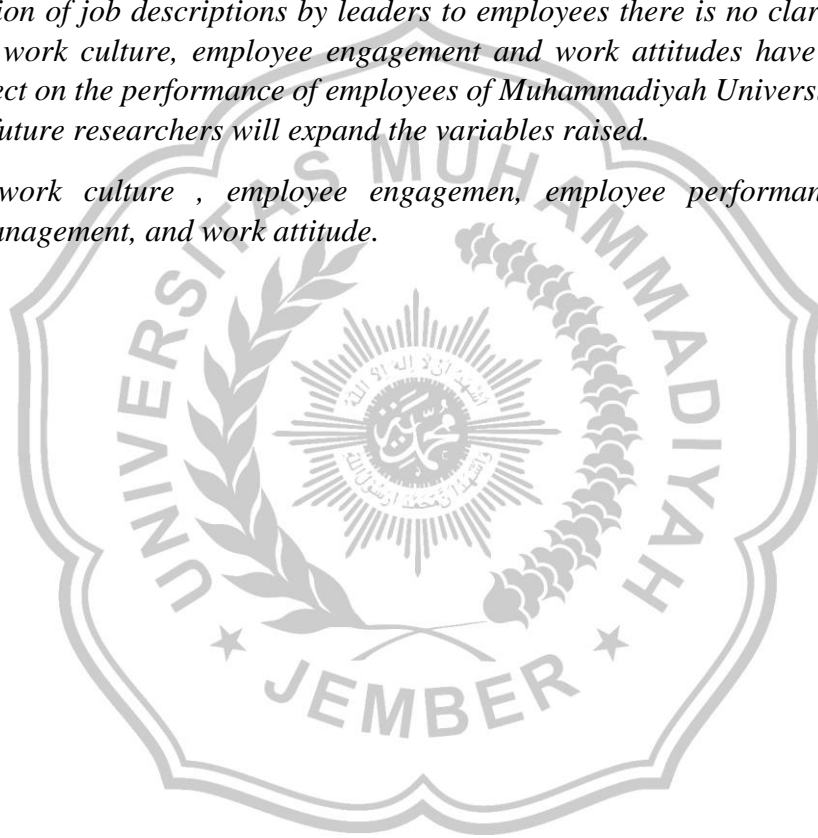 ion of job descriptions by leaders to employees there is no clar
work culture, employee engagement and work attitudes have
ect on the performance of employees of Muhammadiyah Univers
future researchers will expand the variables raised.
work culture , employee engagemen, employee performan
nagement, and work attitude.
UNIVERSITAS MUHAMMADIYAH
JEMBER